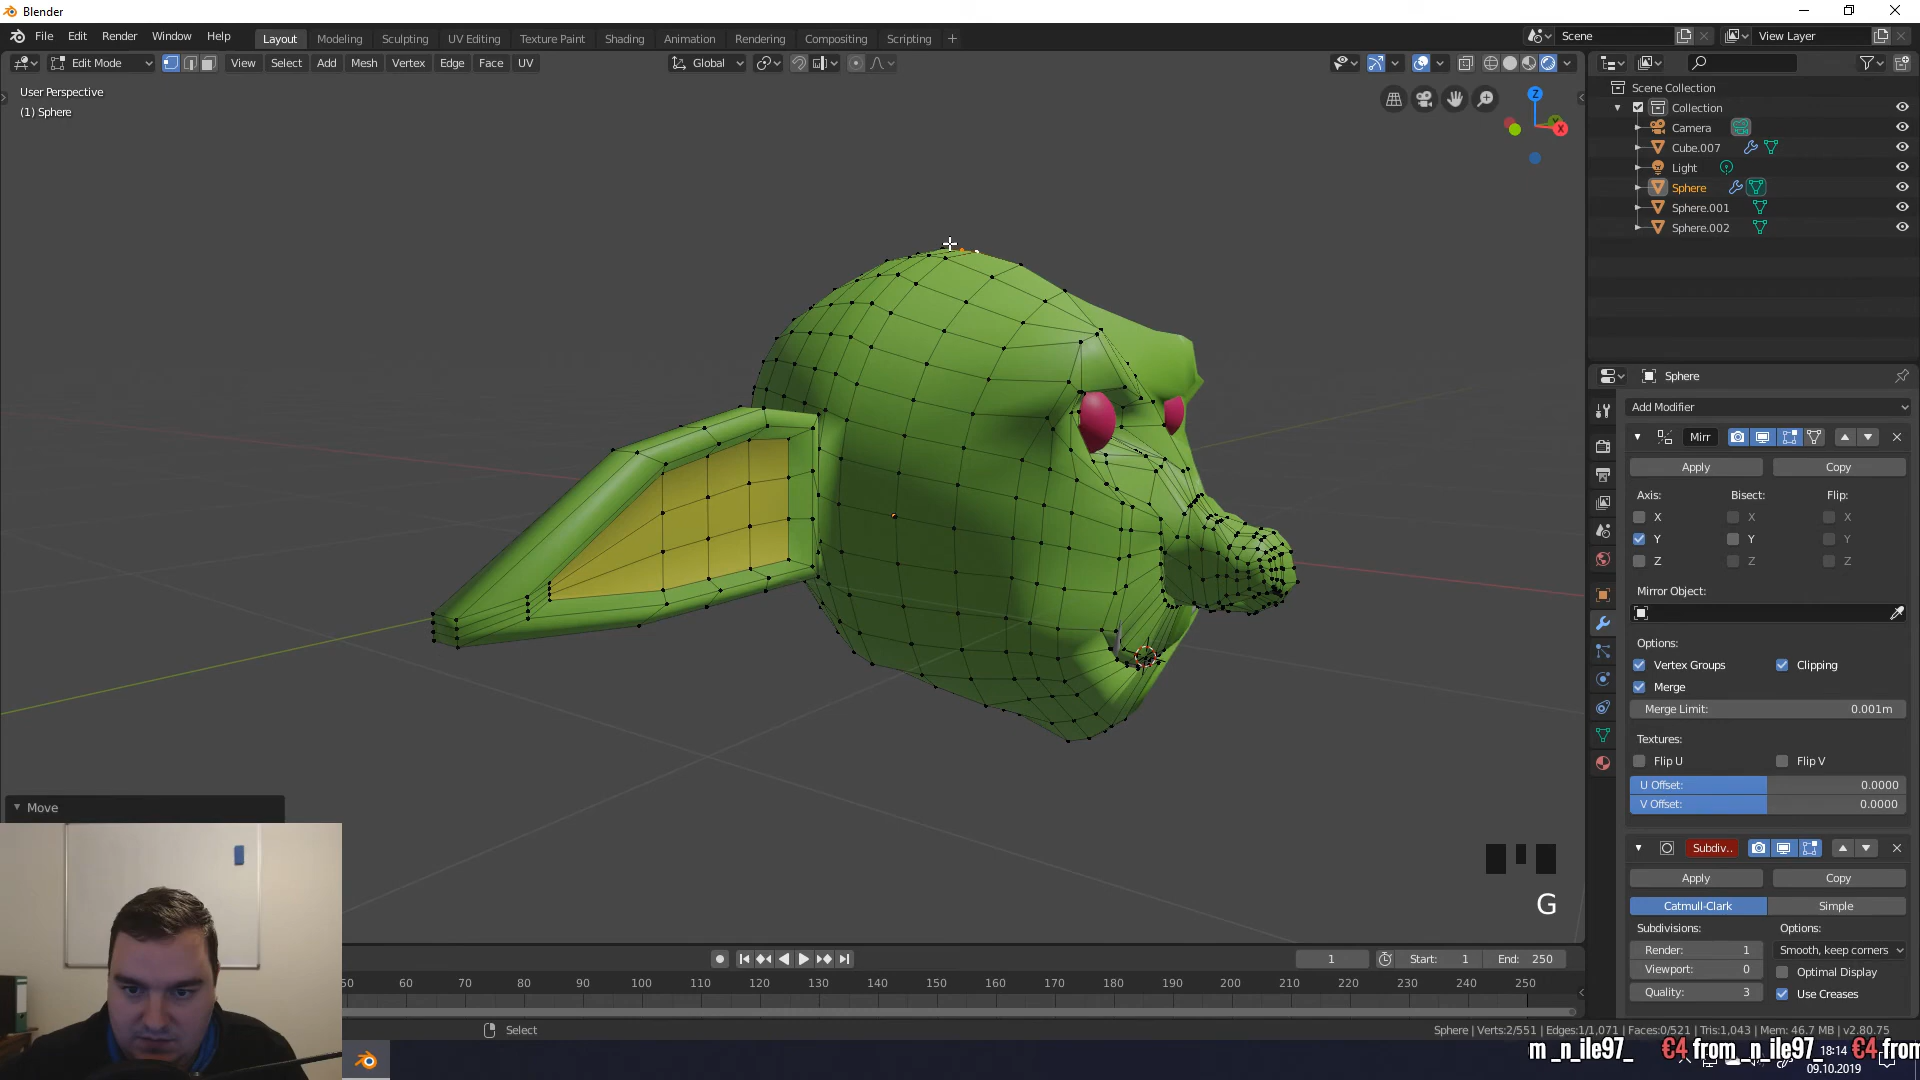 Blender
File Edit Render Window Help Layout Modeling Sculpting UV Editing Texture Paint Shading Animation Rendering Compositing Scripting + Scene View Layer
Edit Mode View Select Add Mesh Vertex Edge Face UV Global
User Perspective
(1) Sphere
Z
X
Scene Collection
Collection
Camera
Cube.007
Light
Sphere
Sphere.001
Sphere.002
Sphere
Add Modifier
Mirr
Apply Copy
Axis: Bisect: Flip:
X X X
Y Y Y
Z Z Z
Mirror Object:
Options:
Vertex Groups Clipping
Merge
Merge Limit: 0.001m
Textures:
Flip U Flip V
U Offset: 0.0000
V Offset: 0.0000
Subdiv..
Apply Copy
Catmull-Clark Simple
Subdivisions: Options:
Render: 1 Smooth, keep corners
Viewport: 0 Optimal Display
Quality: 3 Use Creases
Move
G
1 Start: 1 End: 250
50 60 70 80 90 100 110 120 130 140 150 160 170 180 190 200 210 220 230 240 250
Select
Sphere | Verts:2/551 | Edges:1/1,071 | Faces:0/521 | Tris:1,043 | Mem: 46.7 MB | v2.80.75
m _n_ile97_ €4 from _n_ile97_ €4 from
18:14
09.10.2019